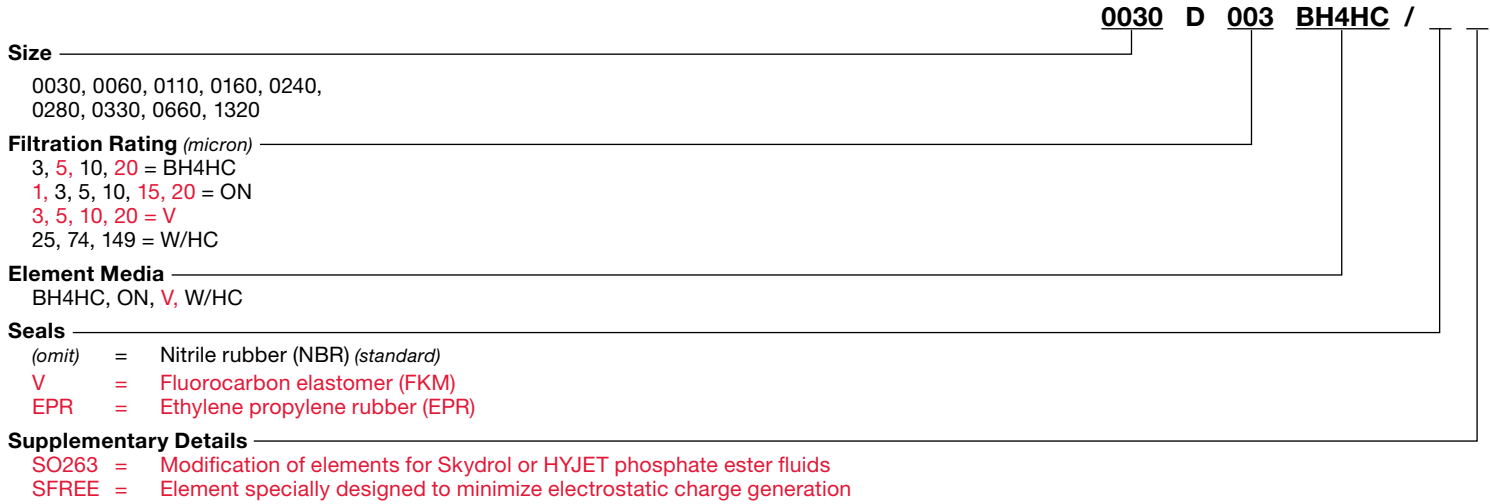 0030 D 003 BH4HC / _ _
Size
0030, 0060, 0110, 0160, 0240,
0280, 0330, 0660, 1320
Filtration Rating (micron)
3, 5, 10, 20 = BH4HC
1, 3, 5, 10, 15, 20 = ON
3, 5, 10, 20 = V
25, 74, 149 = W/HC
Element Media
BH4HC, ON, V, W/HC
Seals
(omit) = Nitrile rubber (NBR) (standard)
V = Fluorocarbon elastomer (FKM)
EPR = Ethylene propylene rubber (EPR)
Supplementary Details
SO263 = Modification of elements for Skydrol or HYJET phosphate ester fluids
SFREE = Element specially designed to minimize electrostatic charge generation